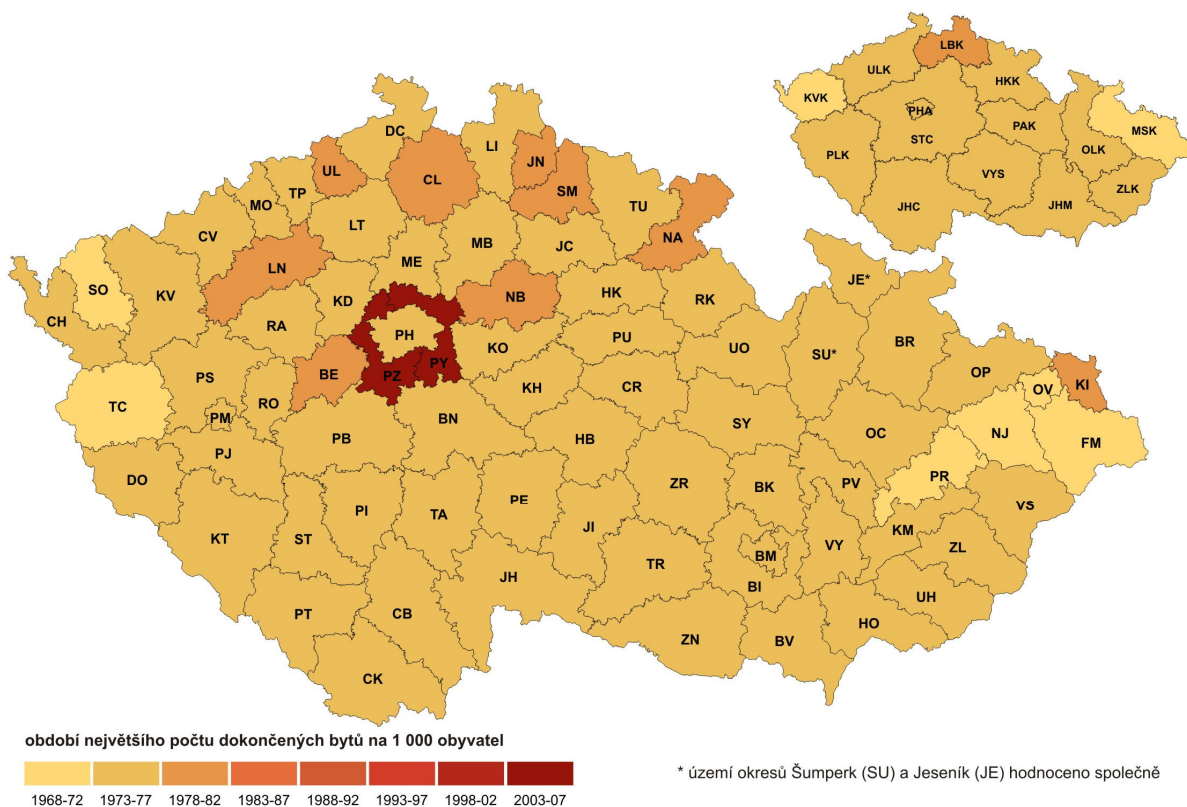 LBK
ULK
HKK
KVK
PHA
PAK
MSK
STC
OLK
PLK
VYS
ZLK
JHC
JHM
DC
LI
UL
JN
CL
SM
TP
MO
TU
LT
CV
MB
JC
NA
ME
LN
JE*
SO
KV
KD
NB
HK
RK
CH
RA
PH
PU
UO
SU*
BR
KO
PY
BE
PZ
OP
KI
PS
KH
CR
OV
TC
RO
PM
BN
SY
OC
NJ
FM
PB
HB
PJ
DO
ZR
BK
PV
PR
PI
TA
PE
VS
KT
ST
JI
KM
VY
ZL
BM
TR
JH
BI
UH
PT
CB
HO
ZN
BV
CK
období největšího počtu dokončených bytů na 1 000 obyvatel
1968-72 1973-77 1978-82 1983-87 1988-92 1993-97 1998-02 2003-07
* území okresů Šumperk (SU) a Jeseník (JE) hodnoceno společně